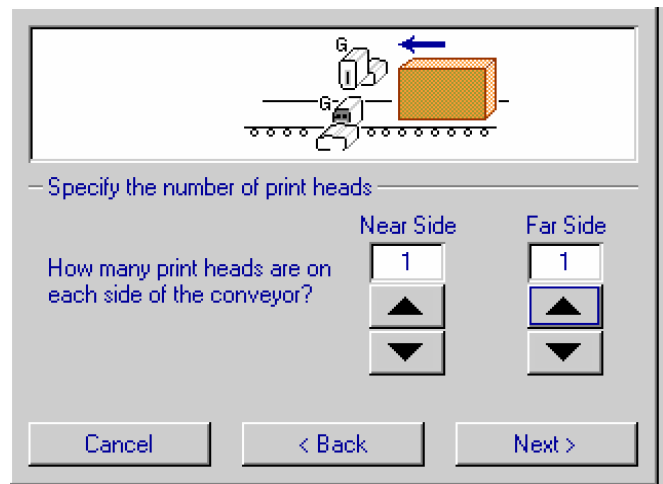 G
G
Specify the number of print heads
Near Side Far Side
1 1
How many print heads are on
each side of the conveyor?
Cancel < Back Next >